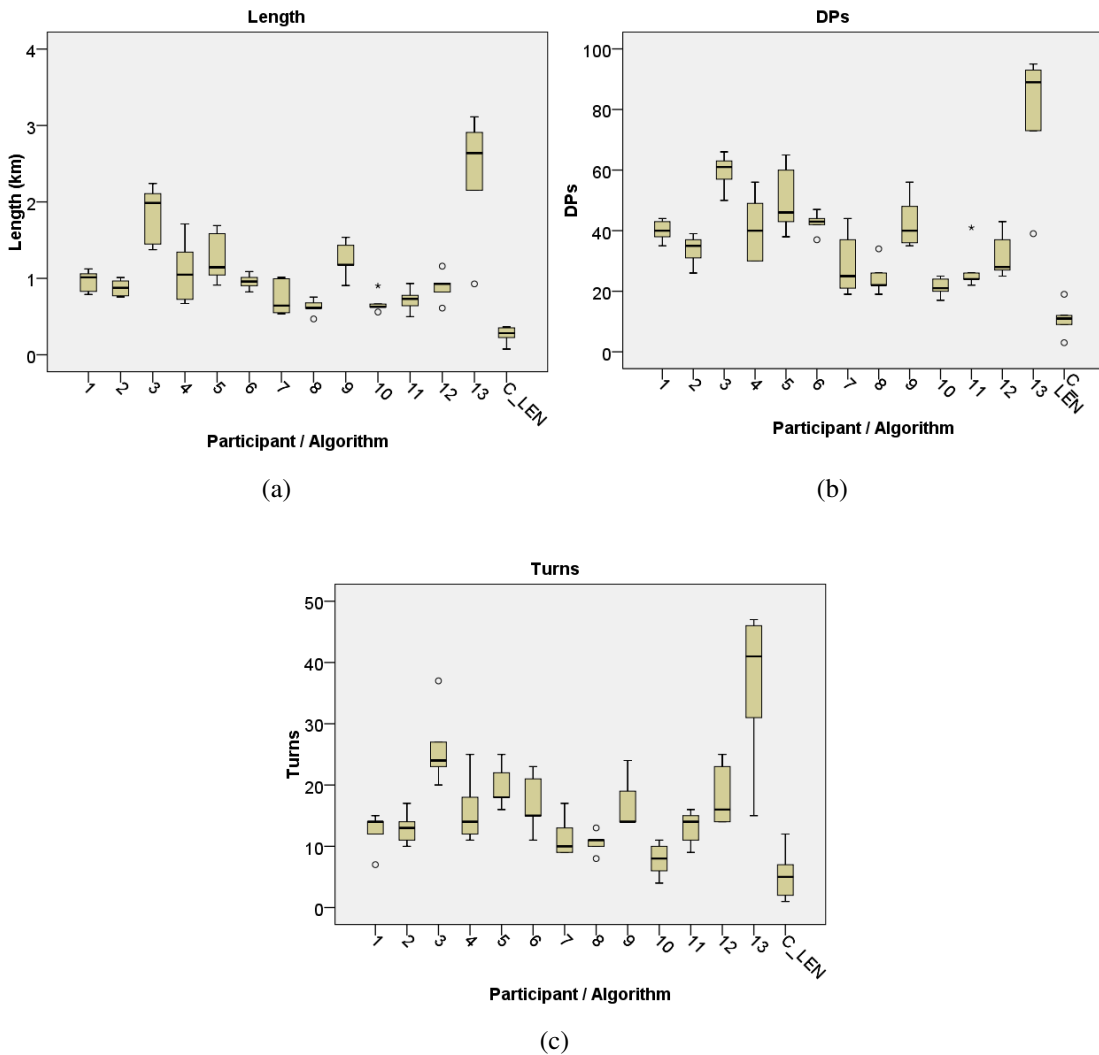 Length
4
3
2
1
0
Length (km)
1 2 3 4 5 6 7 8 9 10 11 12 13 C_LEN
Participant / Algorithm
(a)
DPs
100
80
60
40
20
0
DPs
1 2 3 4 5 6 7 8 9 10 11 12 13 C_
LEN
Participant / Algorithm
(b)
Turns
50
40
30
20
10
0
Turns
1 2 3 4 5 6 7 8 9 10 11 12 13 C_LEN
Participant / Algorithm
(c)